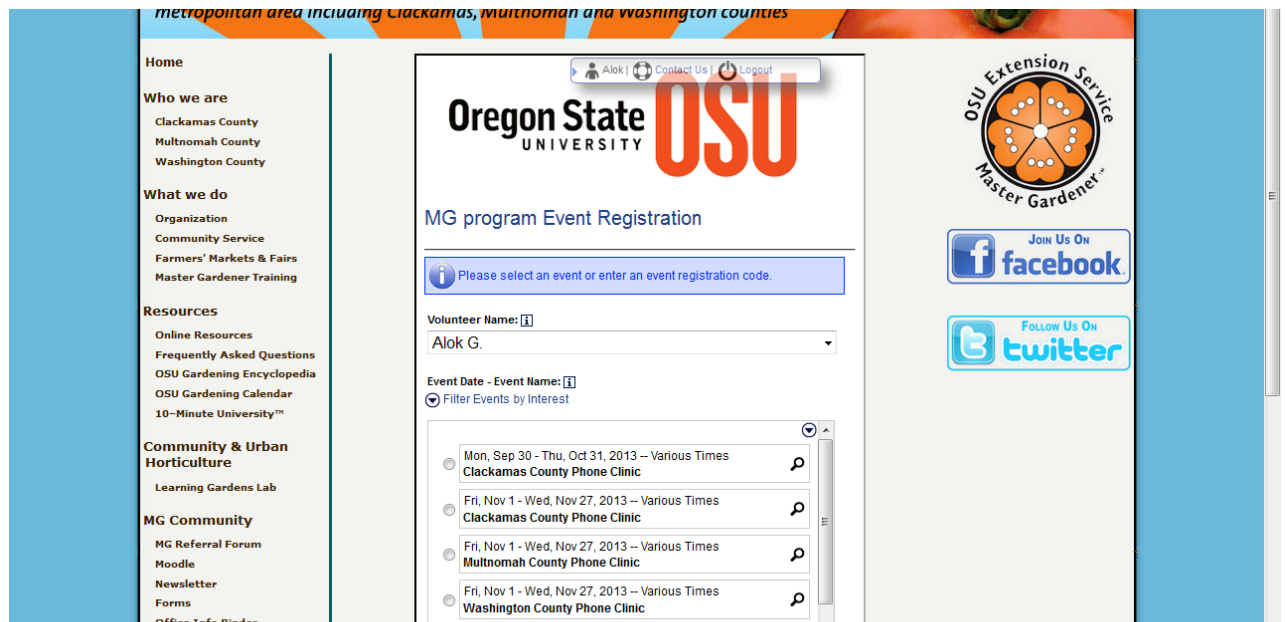 metropolitan area including Clackamas, Multnomah and Washington counties
Home
Who we are
Clackamas County
Multnomah County
Washington County
What we do
Organization
Community Service
Farmers' Markets & Fairs
Master Gardener Training
Resources
Online Resources
Frequently Asked Questions
OSU Gardening Encyclopedia
OSU Gardening Calendar
10-Minute University™
Community & Urban
Horticulture
Learning Gardens Lab
MG Community
MG Referral Forum
Moodle
Newsletter
Forms
Office Info Binder
Alok | Contact Us | Logout
Oregon State
UNIVERSITY
OSU
MG program Event Registration
Please select an event or enter an event registration code.
Volunteer Name:
Alok G.
Event Date - Event Name:
Filter Events by Interest
Mon, Sep 30 - Thu, Oct 31, 2013 -- Various Times
Clackamas County Phone Clinic
Fri, Nov 1 - Wed, Nov 27, 2013 -- Various Times
Clackamas County Phone Clinic
Fri, Nov 1 - Wed, Nov 27, 2013 -- Various Times
Multnomah County Phone Clinic
Fri, Nov 1 - Wed, Nov 27, 2013 -- Various Times
Washington County Phone Clinic
OSU Extension Service
Master Gardener™
Join Us On
facebook.
Follow Us On
twitter